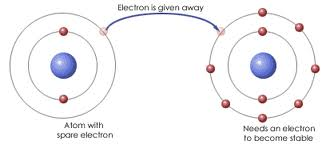 Electron is given away
Atom with
spare electron
Needs an electron
to become stable